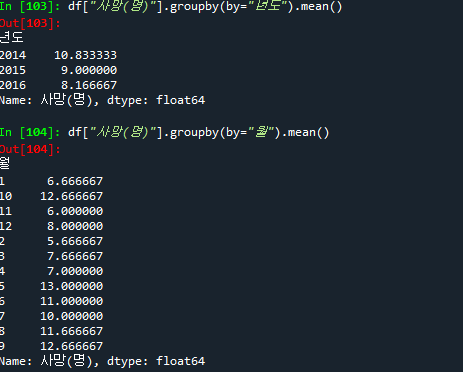 In [103]: df["사망(명)"].groupby(by="년도").mean()
Out[103]:
년도
2014    10.833333
2015     9.000000
2016     8.166667
Name: 사망(명), dtype: float64
In [104]: df["사망(명)"].groupby(by="월").mean()
Out[104]:
월
1      6.666667
10    12.666667
11     6.000000
12     8.000000
2      5.666667
3      7.666667
4      7.000000
5     13.000000
6     11.000000
7     10.000000
8     11.666667
9     12.666667
Name: 사망(명), dtype: float64